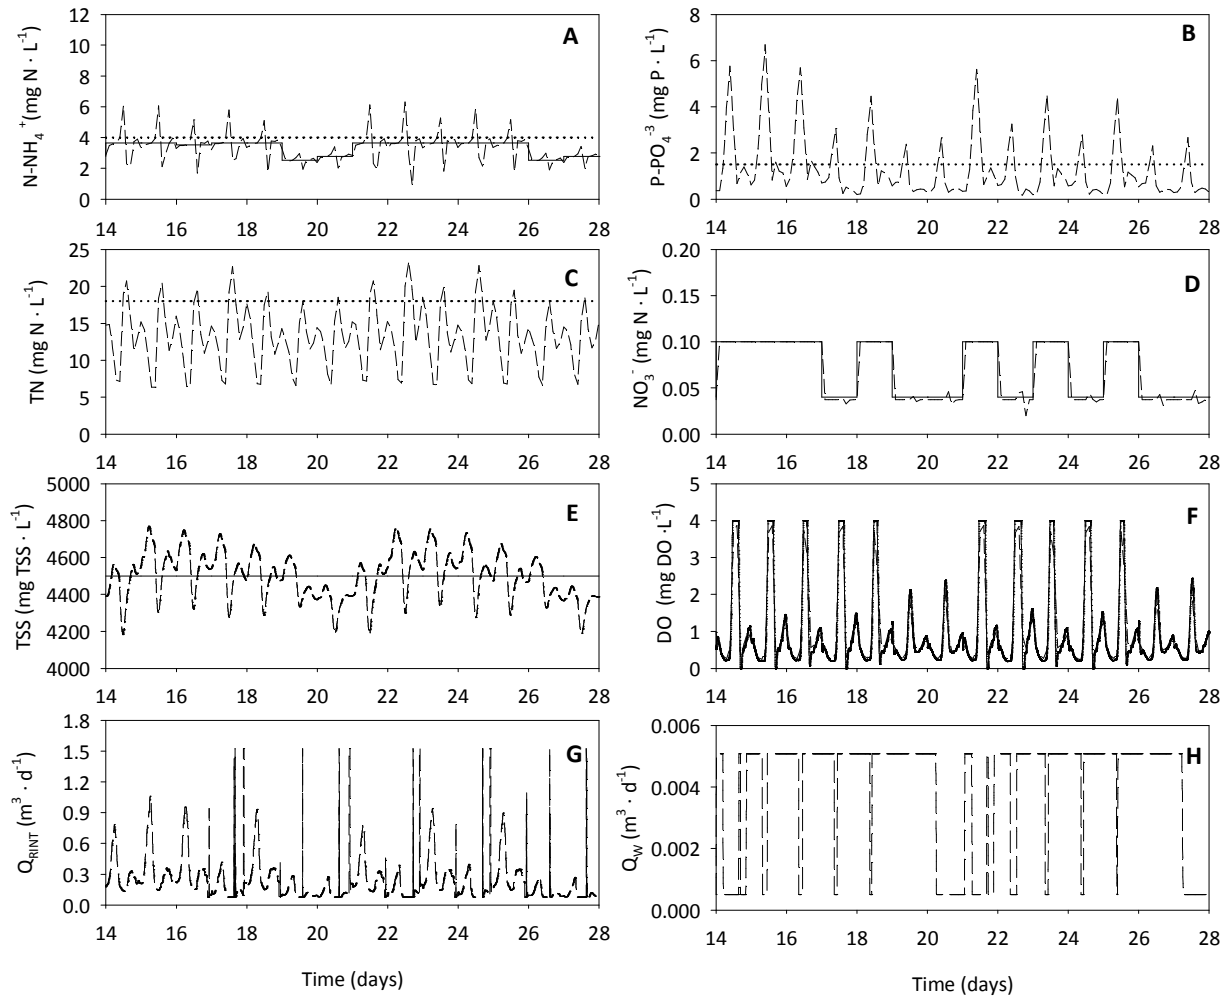 A
N-NH4 +(mg N · L-1)
12
10
8
6
4
2
0
14 16 18 20 22 24 26 28
B
P-PO4-3 (mg P · L-1)
8
6
4
2
0
14 16 18 20 22 24 26 28
C
TN (mg N · L-1)
25
20
15
10
5
0
14 16 18 20 22 24 26 28
D
NO3- (mg N · L-1)
0.20
0.15
0.10
0.05
0.00
14 16 18 20 22 24 26 28
E
TSS (mg TSS · L-1)
5000
4800
4600
4400
4200
4000
14 16 18 20 22 24 26 28
F
DO (mg DO ·L-1)
5
4
3
2
1
0
14 16 18 20 22 24 26 28
G
QRINT (m3 · d-1)
1.8
1.5
1.2
0.9
0.6
0.3
0.0
14 16 18 20 22 24 26 28
Time (days)
H
QW (m3 · d-1)
0.006
0.004
0.002
0.000
14 16 18 20 22 24 26 28
Time (days)